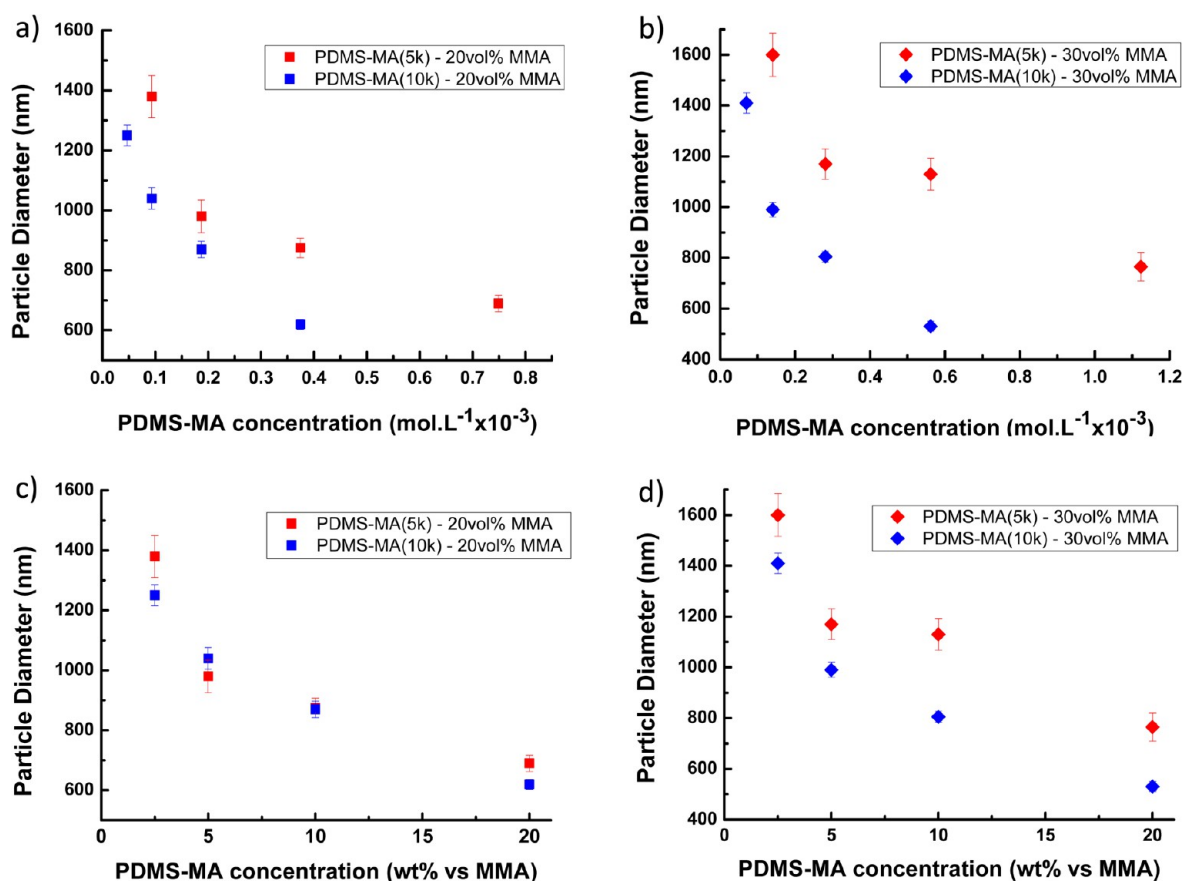 a)
1600
1400
1200
1000
800
600
Particle Diameter (nm)
PDMS-MA(5k) - 20vol% MMA
PDMS-MA(10k) - 20vol% MMA
0.0 0.1 0.2 0.3 0.4 0.5 0.6 0.7 0.8
PDMS-MA concentration (mol.L⁻¹x10⁻³)
b)
1600
1400
1200
1000
800
600
400
Particle Diameter (nm)
PDMS-MA(5k) - 30vol% MMA
PDMS-MA(10k) - 30vol% MMA
0.0 0.2 0.4 0.6 0.8 1.0 1.2
PDMS-MA concentration (mol.L⁻¹x10⁻³)
c)
1600
1400
1200
1000
800
600
Particle Diameter (nm)
PDMS-MA(5k) - 20vol% MMA
PDMS-MA(10k) - 20vol% MMA
0 5 10 15 20
PDMS-MA concentration (wt% vs MMA)
d)
1600
1400
1200
1000
800
600
400
Particle Diameter (nm)
PDMS-MA(5k) - 30vol% MMA
PDMS-MA(10k) - 30vol% MMA
0 5 10 15 20
PDMS-MA concentration (wt% vs MMA)